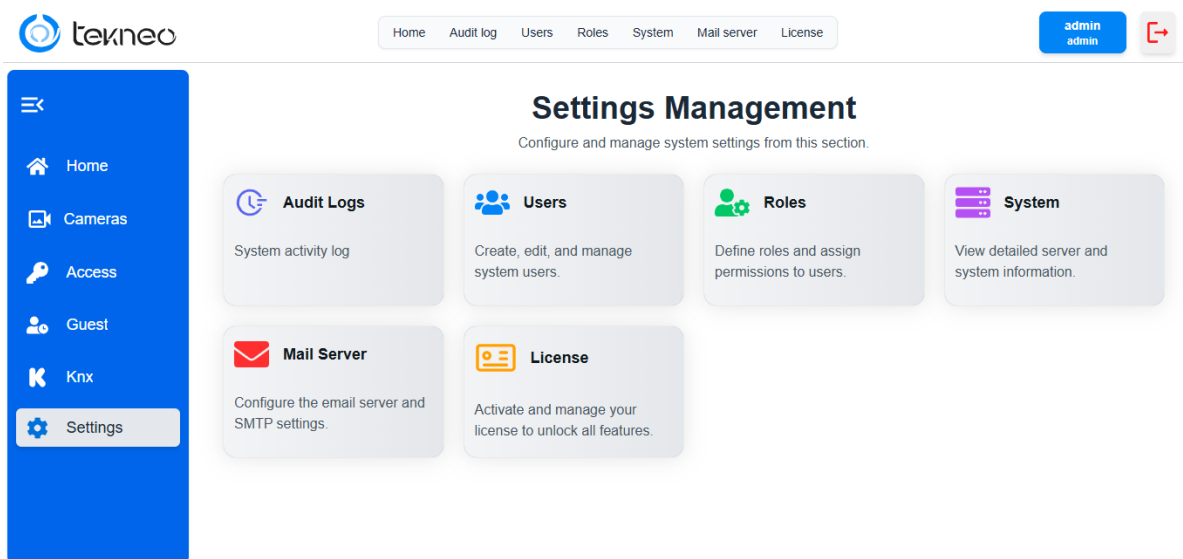 tekneo
Home Audit log Users Roles System Mail server License
admin
admin
Home
Cameras
Access
Guest
Knx
Settings
Settings Management
Configure and manage system settings from this section.
Audit Logs
System activity log
Users
Create, edit, and manage
system users.
Roles
Define roles and assign
permissions to users.
System
View detailed server and
system information.
Mail Server
Configure the email server and
SMTP settings.
License
Activate and manage your
license to unlock all features.